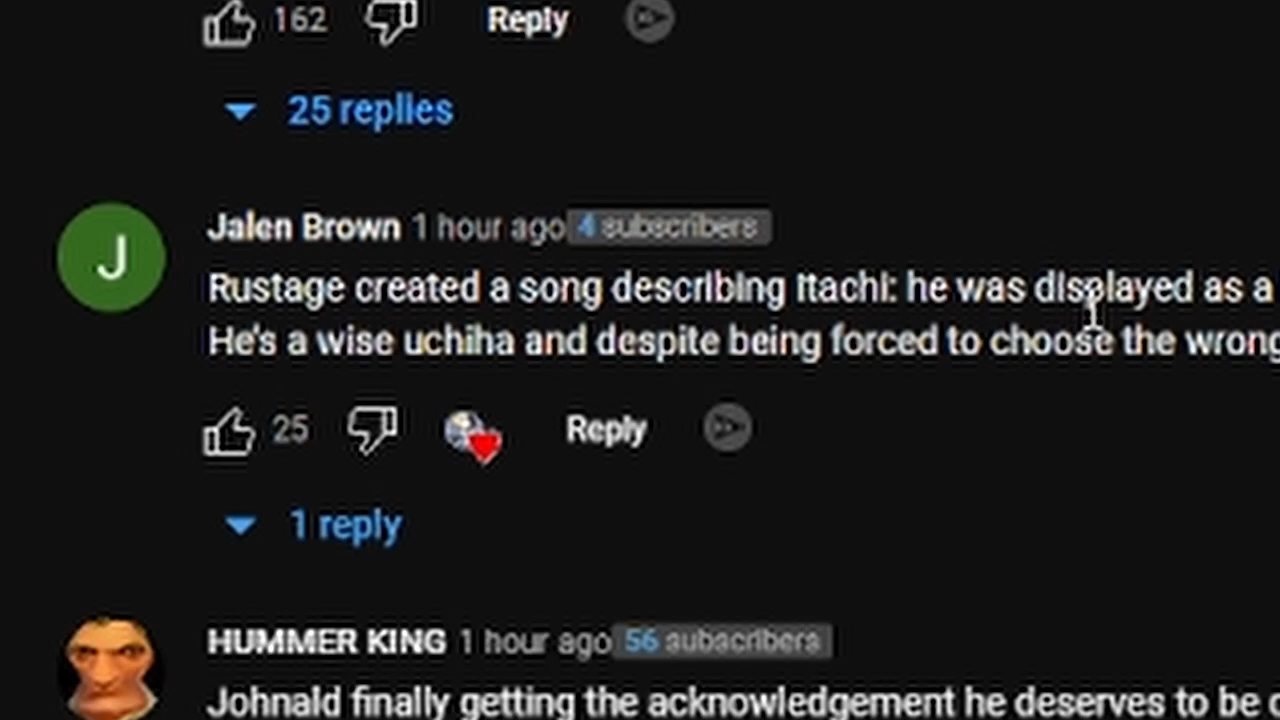 162 Reply
25 replies
J
Jalen Brown 1 hour ago 4 subscribers
Rustage created a song describing Itachi: he was displayed as a
He's a wise uchiha and despite being forced to choose the wrong
25 Reply
1 reply
HUMMER KING 1 hour ago 56 subscribers
Johnald finally getting the acknowledgement he deserves to be